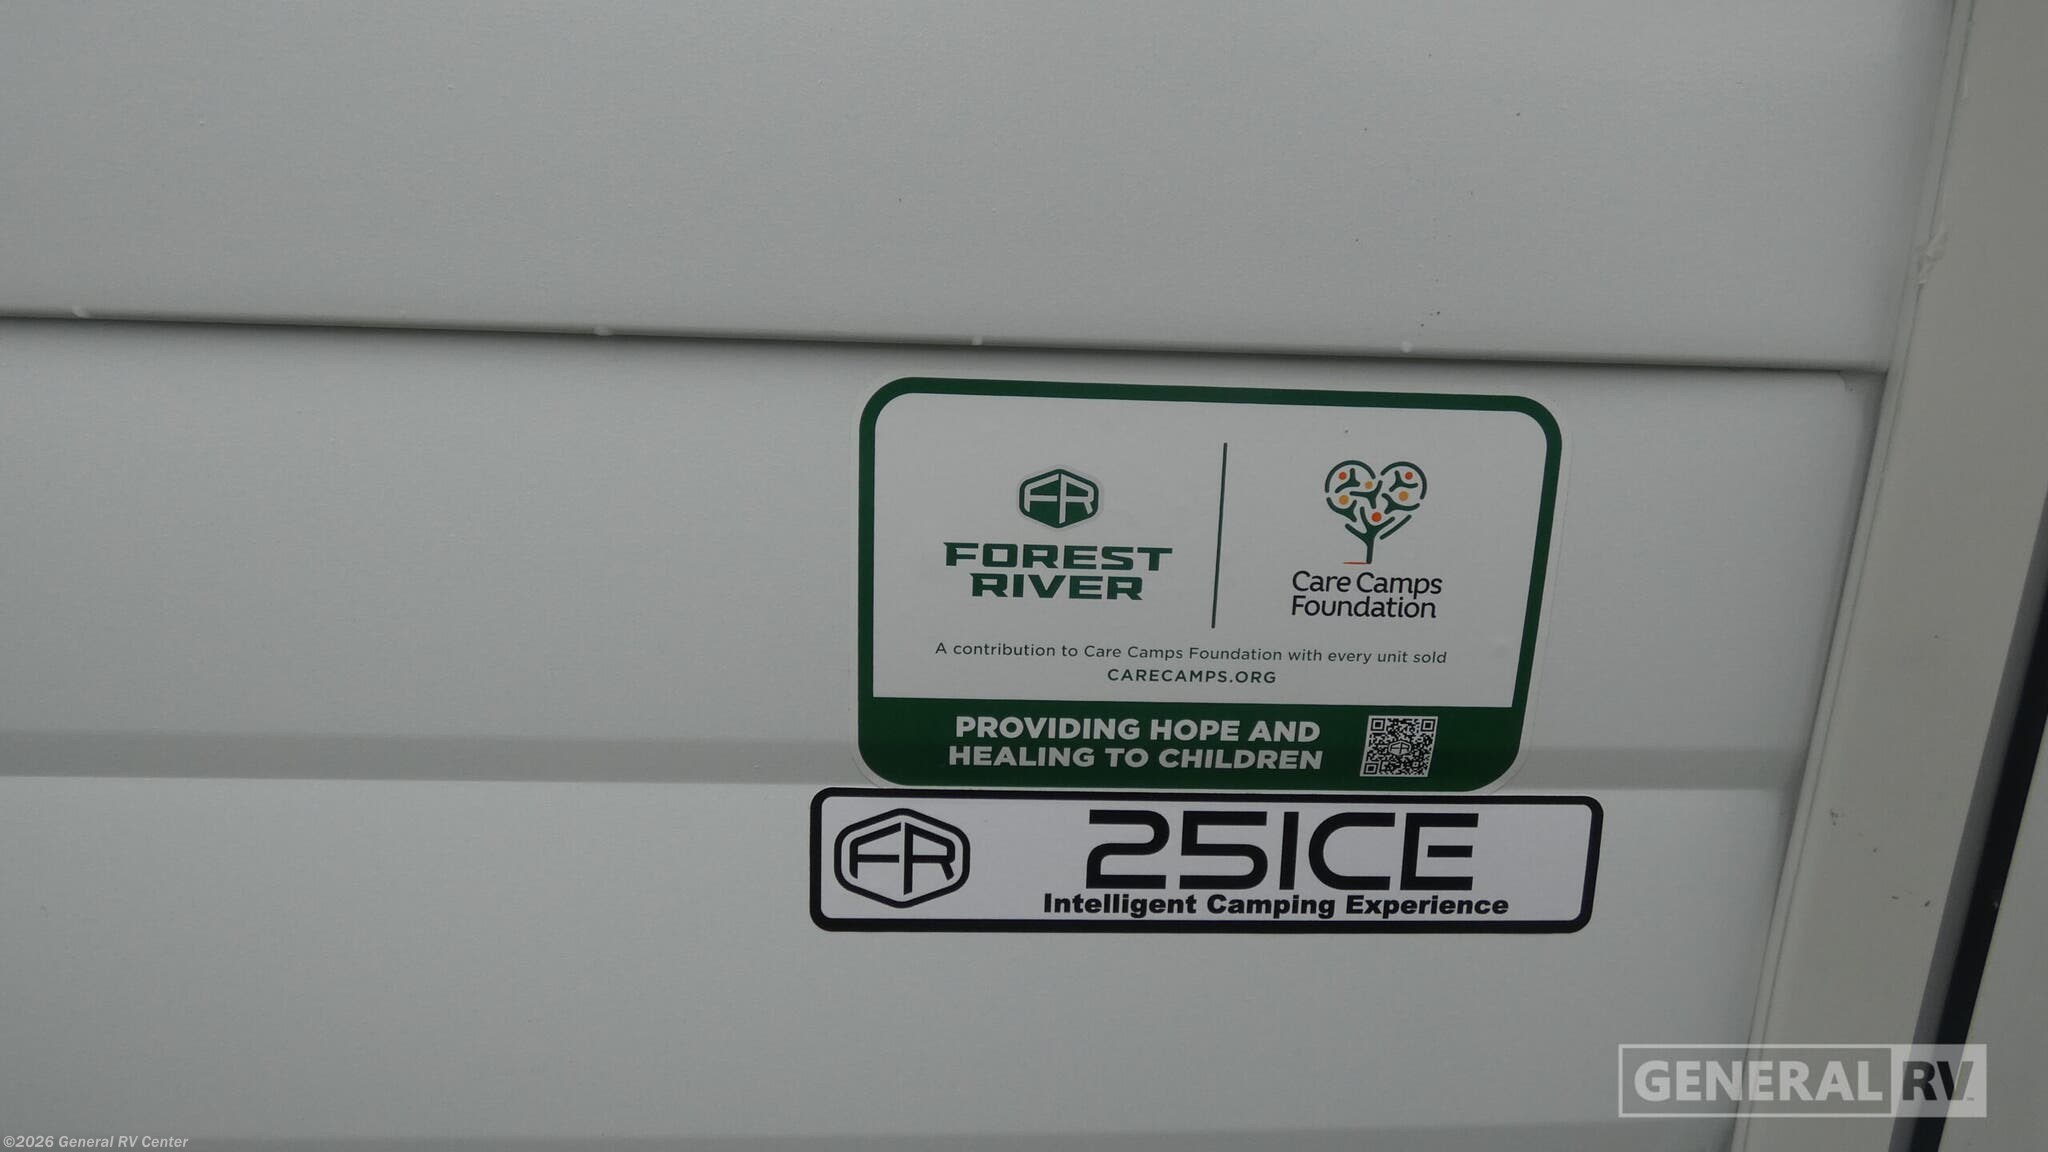 FR
FOREST
RIVER
Care Camps
Foundation
A contribution to Care Camps Foundation with every unit sold
CARECAMPS.ORG
PROVIDING HOPE AND
HEALING TO CHILDREN
FR
25ICE
Intelligent Camping Experience
GENERAL RV
©2026 General RV Center